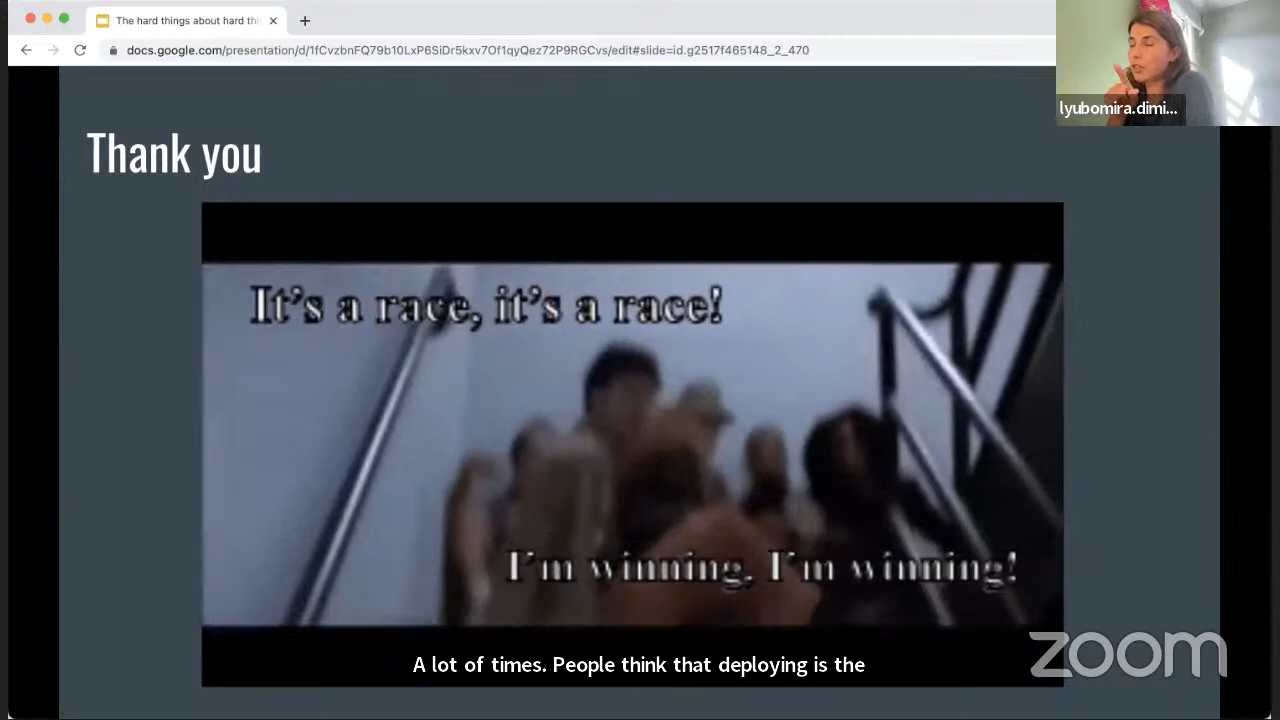 The hard things about hard thi
docs.google.com/presentation/d/1fCvzbnFQ79b10LxP6SiDr5kxv7Of1qyQez72P9RGCvs/edit#slide=id.g2517f465148_2_470
lyubomira.dimi...
Thank you
It's a race, it's a race!
I'm winning, I'm winning!
A lot of times. People think that deploying is the
zoom